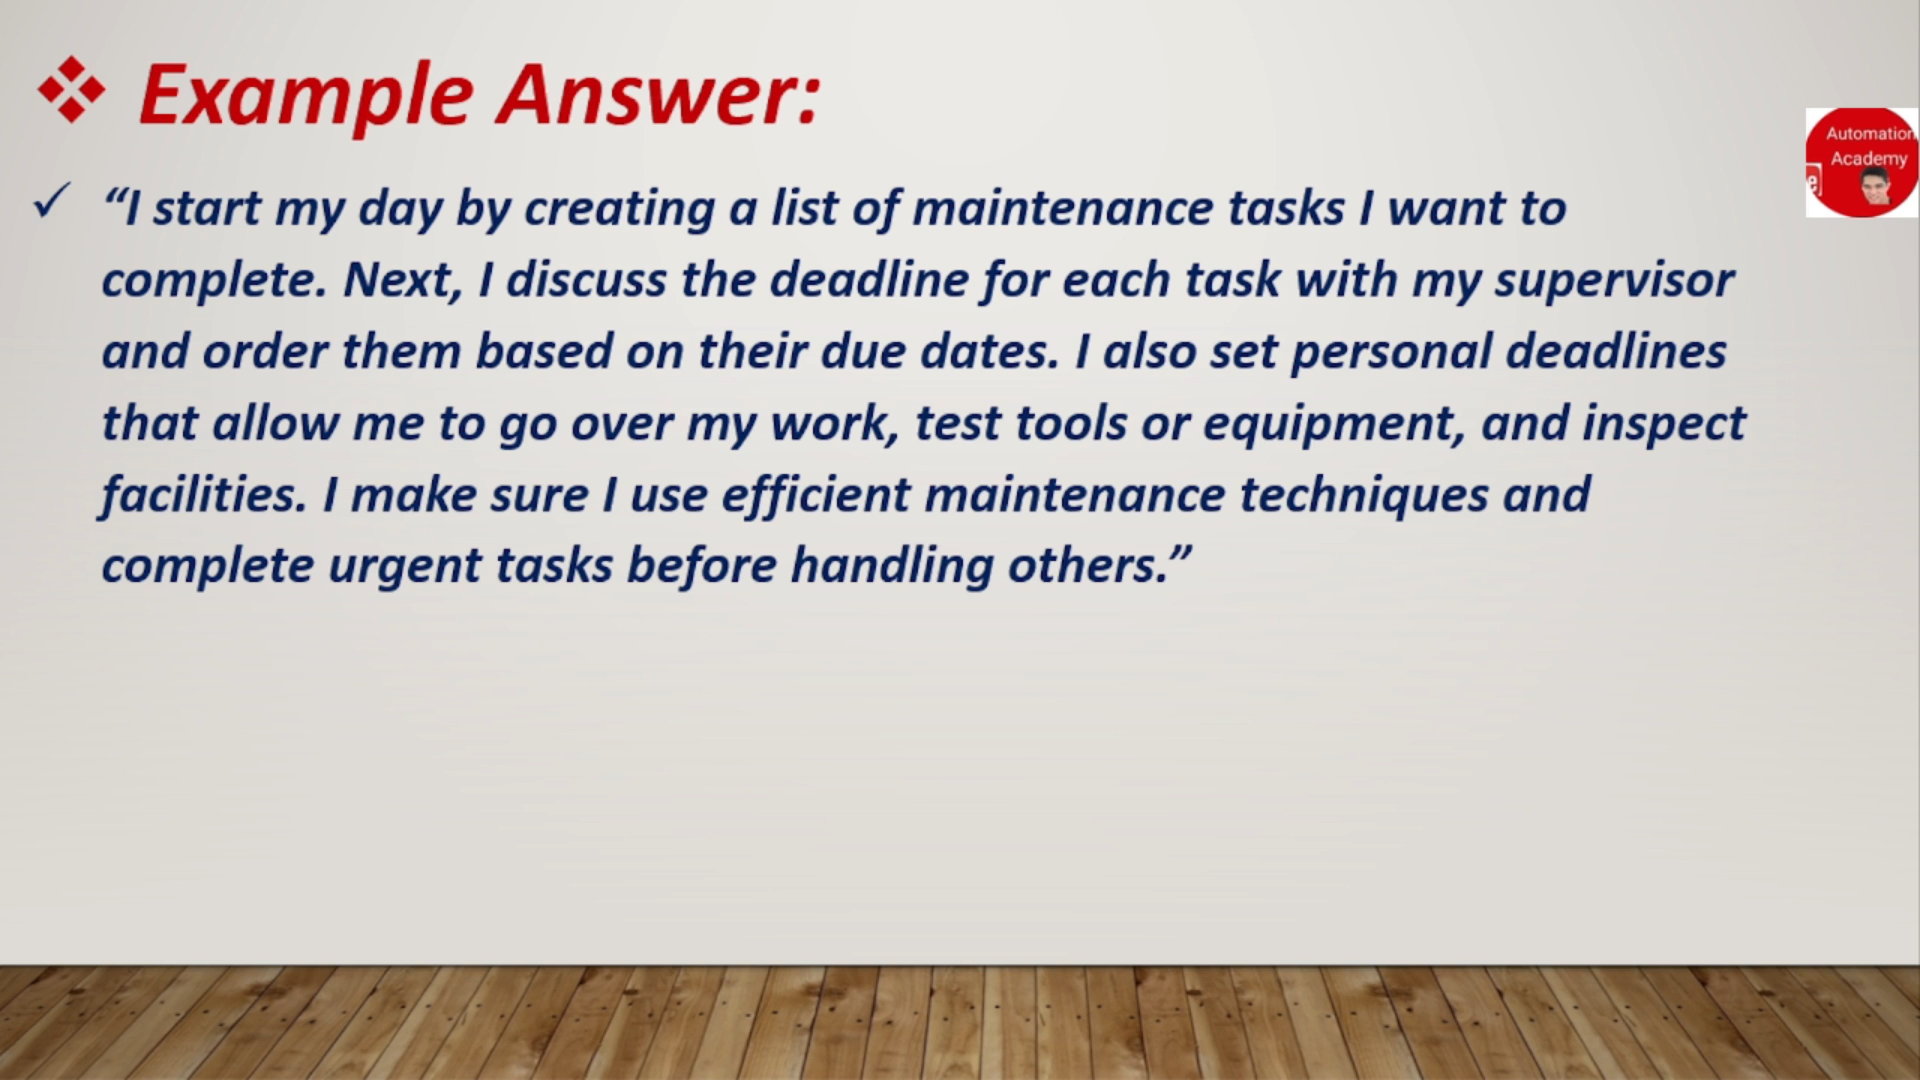 ❖ Example Answer:
✓ “I start my day by creating a list of maintenance tasks I want to
complete. Next, I discuss the deadline for each task with my supervisor
and order them based on their due dates. I also set personal deadlines
that allow me to go over my work, test tools or equipment, and inspect
facilities. I make sure I use efficient maintenance techniques and
complete urgent tasks before handling others.”
Automation
Academy
e